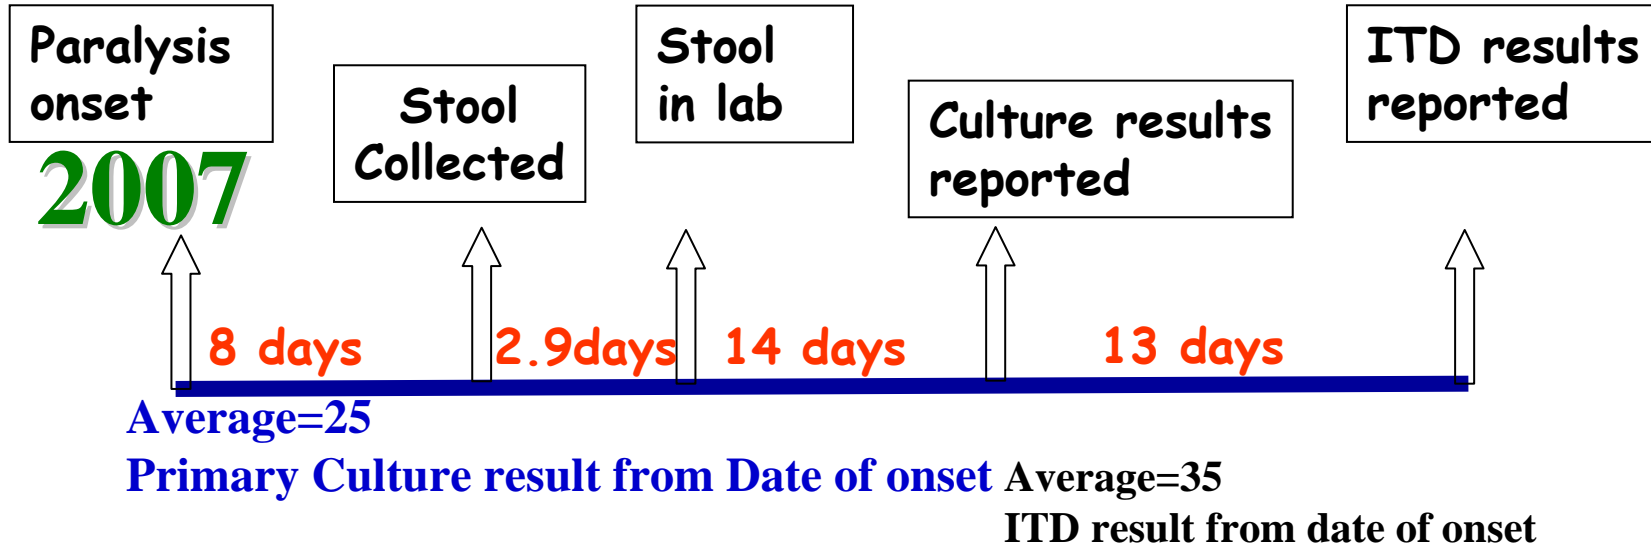 Paralysis
onset
2007
Stool
Collected
Stool
in lab
Culture results
reported
ITD results
reported
8 days
2.9days
14 days
13 days
Average=25
Primary Culture result from Date of onset
Average=35
ITD result from date of onset